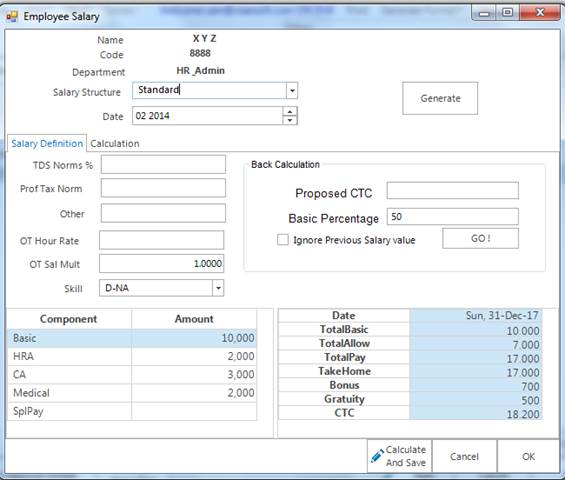 Employee Salary
Name X Y Z
Code 8888
Department HR_Admin
Salary Structure Standard
Date 02 2014
Generate
Salary Definition Calculation
TDS Norms %
Prof Tax Norm
Other
OT Hour Rate
OT Sal Mult 1.0000
Skill D-NA
Back Calculation
Proposed CTC
Basic Percentage 50
Ignore Previous Salary value GO !
Component Amount
Basic 10,000
HRA 2,000
CA 3,000
Medical 2,000
SplPay
Date Sun, 31-Dec-17
TotalBasic 10.000
TotalAllow 7.000
TotalPay 17.000
TakeHome 17.000
Bonus 700
Gratuity 500
CTC 18.200
Calculate And Save
Cancel
OK